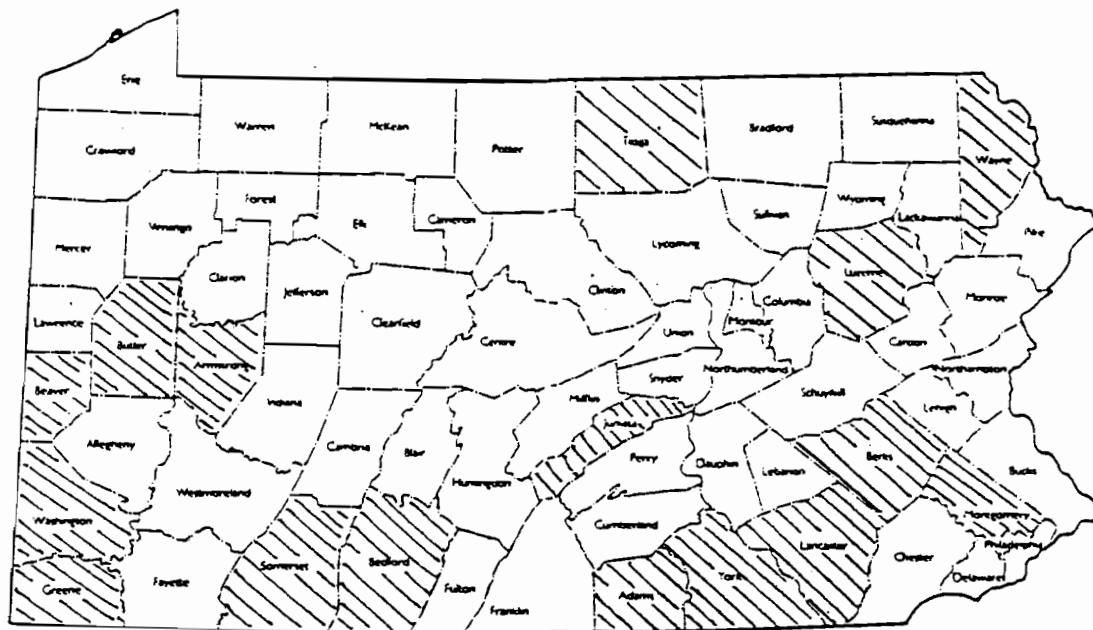 Erie
Crawford
Warren
McKean
Potter
Tioga
Bradford
Susquehanna
Wayne
Mercer
Venango
Forest
Elk
Cameron
Lycoming
Sullivan
Wyoming
Lackawanna
Pike
Lawrence
Clarion
Jefferson
Clearfield
Clinton
Centre
Union
Montour
Columbia
Luzerne
Monroe
Carbon
Butler
Armstrong
Indiana
Beaver
Allegheny
Westmoreland
Cambria
Blair
Huntingdon
Mifflin
Snyder
Northumberland
Juniata
Perry
Dauphin
Lebanon
Schuylkill
Northampton
Lehigh
Berks
Bucks
Montgomery
Philadelphia
Delaware
Chester
Lancaster
York
Adams
Cumberland
Franklin
Fulton
Bedford
Somerset
Fayette
Greene
Washington